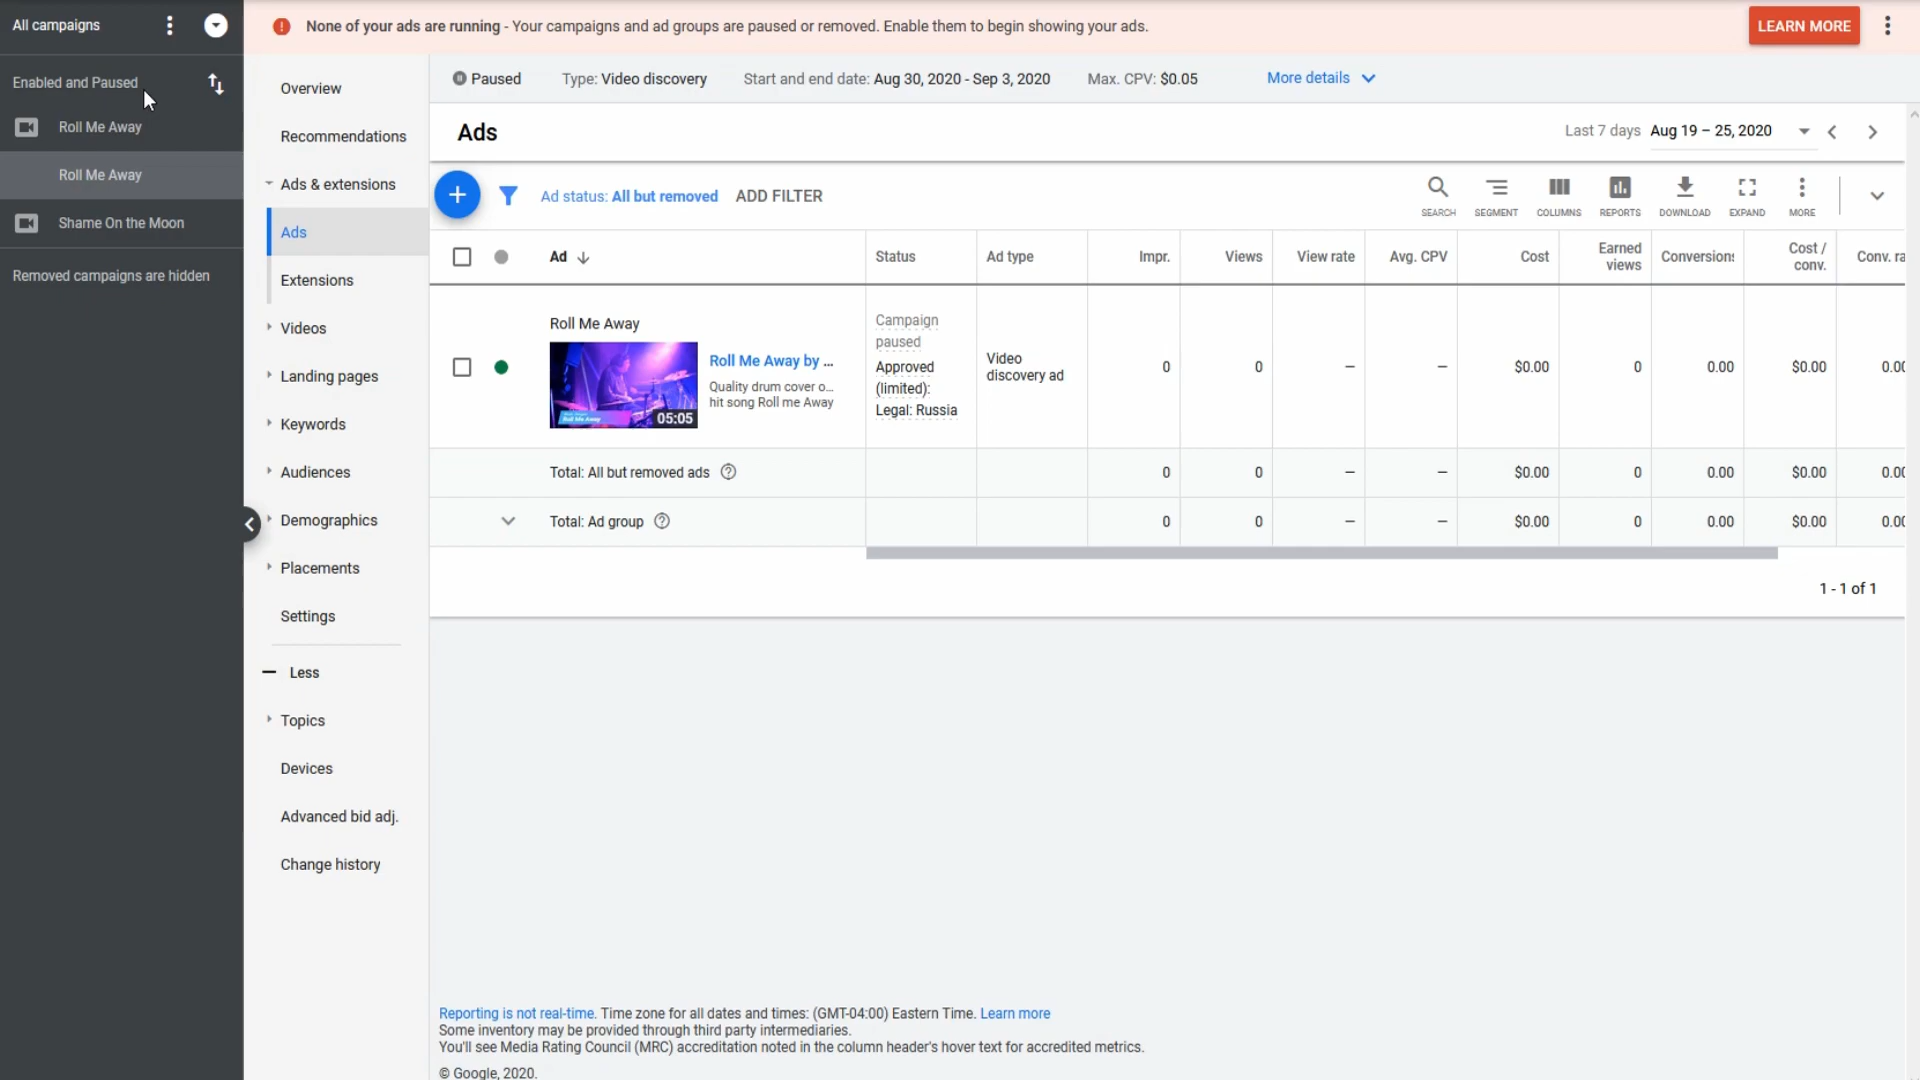 All campaigns
Enabled and Paused
Roll Me Away
Roll Me Away
Shame On the Moon
Removed campaigns are hidden
None of your ads are running - Your campaigns and ad groups are paused or removed. Enable them to begin showing your ads.
LEARN MORE
Overview
Recommendations
Ads & extensions
Ads
Extensions
Videos
Landing pages
Keywords
Audiences
Demographics
Placements
Settings
Less
Topics
Devices
Advanced bid adj.
Change history
Paused Type: Video discovery Start and end date: Aug 30, 2020 - Sep 3, 2020 Max. CPV: $0.05 More details
Ads
Last 7 days Aug 19 – 25, 2020
Ad status: All but removed ADD FILTER
SEARCH SEGMENT COLUMNS REPORTS DOWNLOAD EXPAND MORE
Ad Status Ad type Impr. Views View rate Avg. CPV Cost Earned views Conversions Cost / conv. Conv. ra
Roll Me Away
Roll Me Away by ...
Quality drum cover o...
hit song Roll me Away
05:05
Campaign
paused
Approved
(limited):
Legal: Russia
Video
discovery ad
0 0 – – $0.00 0 0.00 $0.00 0.00
Total: All but removed ads 0 0 – – $0.00 0 0.00 $0.00 0.00
Total: Ad group 0 0 – – $0.00 0 0.00 $0.00 0.00
1 - 1 of 1
Reporting is not real-time. Time zone for all dates and times: (GMT-04:00) Eastern Time. Learn more
Some inventory may be provided through third party intermediaries.
You'll see Media Rating Council (MRC) accreditation noted in the column header's hover text for accredited metrics.
© Google, 2020.